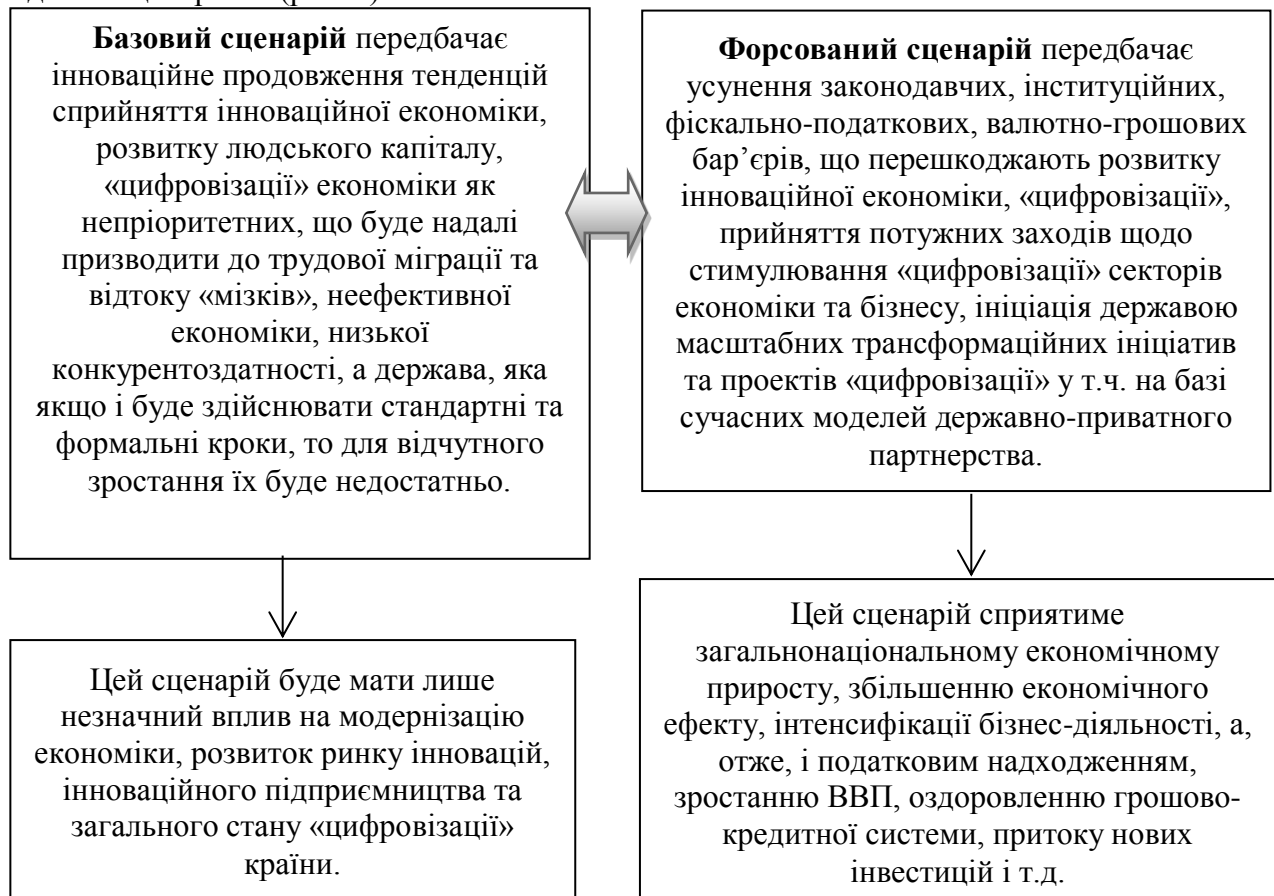 Базовий сценарій передбачає
інноваційне продовження тенденцій
сприйняття інноваційної економіки,
розвитку людського капіталу,
«цифровізації» економіки як
непріоритетних, що буде надалі
призводити до трудової міграції та
відтоку «мізків», неефективної
економіки, низької
конкурентоздатності, а держава, яка
якщо і буде здійснювати стандартні та
формальні кроки, то для відчутного
зростання їх буде недостатньо.
Форсований сценарій передбачає
усунення законодавчих, інституційних,
фіскально-податкових, валютно-грошових
бар’єрів, що перешкоджають розвитку
інноваційної економіки, «цифровізації»,
прийняття потужних заходів щодо
стимулювання «цифровізації» секторів
економіки та бізнесу, ініціація державою
масштабних трансформаційних ініціатив
та проектів «цифровізації» у т.ч. на базі
сучасних моделей державно-приватного
партнерства.
Цей сценарій буде мати лише
незначний вплив на модернізацію
економіки, розвиток ринку інновацій,
інноваційного підприємництва та
загального стану «цифровізації»
країни.
Цей сценарій сприятиме
загальнонаціональному економічному
приросту, збільшенню економічного
ефекту, інтенсифікації бізнес-діяльності, а,
отже, і податковим надходженням,
зростанню ВВП, оздоровленню грошово-
кредитної системи, притоку нових
інвестицій і т.д.